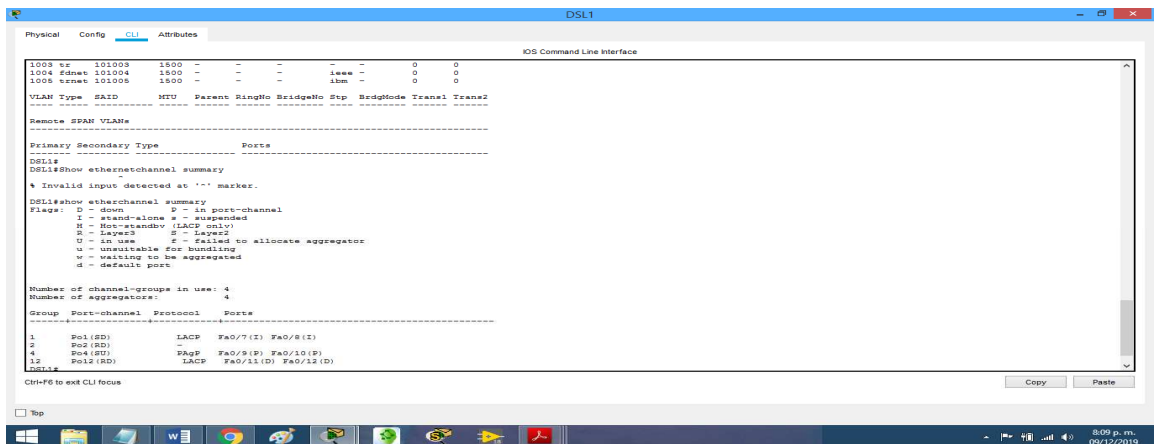 DSL1
Physical Config CLI Attributes
IOS Command Line Interface
1003 tr 101003 1500 - - - - - 0 0
1004 fdnet 101004 1500 - - - ieee - 0 0
1005 trnet 101005 1500 - - - ibm - 0 0
VLAN Type SAID MTU Parent RingNo BridgeNo Stp BrdgMode Trans1 Trans2
---- ----- ---------- ----- ------ ------ -------- ---- -------- ------ ------
Remote SPAN VLANs
------------------------------------------------------------------------------
Primary Secondary Type Ports
------- --------- ----------------- ------------------------------------------
DSL1#
DSL1#Show ethernetchannel summary
^
% Invalid input detected at '^' marker.
DSL1#show etherchannel summary
Flags: D - down P - in port-channel
I - stand-alone s - suspended
H - Hot-standby (LACP only)
R - Layer3 S - Layer2
U - in use f - failed to allocate aggregator
u - unsuitable for bundling
w - waiting to be aggregated
d - default port
Number of channel-groups in use: 4
Number of aggregators: 4
Group Port-channel Protocol Ports
------+-------------+-----------+----------------------------------------------
1 Po1(SD) LACP Fa0/7(I) Fa0/8(I)
2 Po2(RD) -
4 Po4(SU) PAgP Fa0/9(P) Fa0/10(P)
12 Po12(RD) LACP Fa0/11(D) Fa0/12(D)
DSL1#
Ctrl+F6 to exit CLI focus
Copy Paste
Top
8:09 p. m.
09/12/2019